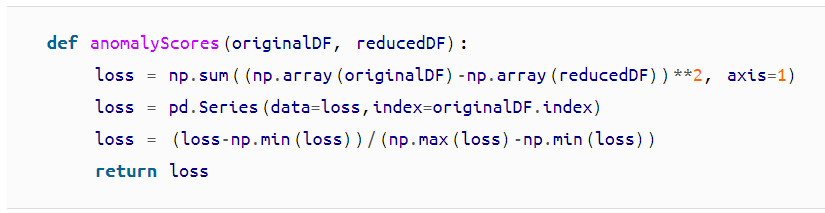 def anomalyScores(originalDF, reducedDF):
    loss = np.sum((np.array(originalDF)-np.array(reducedDF))**2, axis=1)
    loss = pd.Series(data=loss,index=originalDF.index)
    loss = (loss-np.min(loss))/(np.max(loss)-np.min(loss))
    return loss